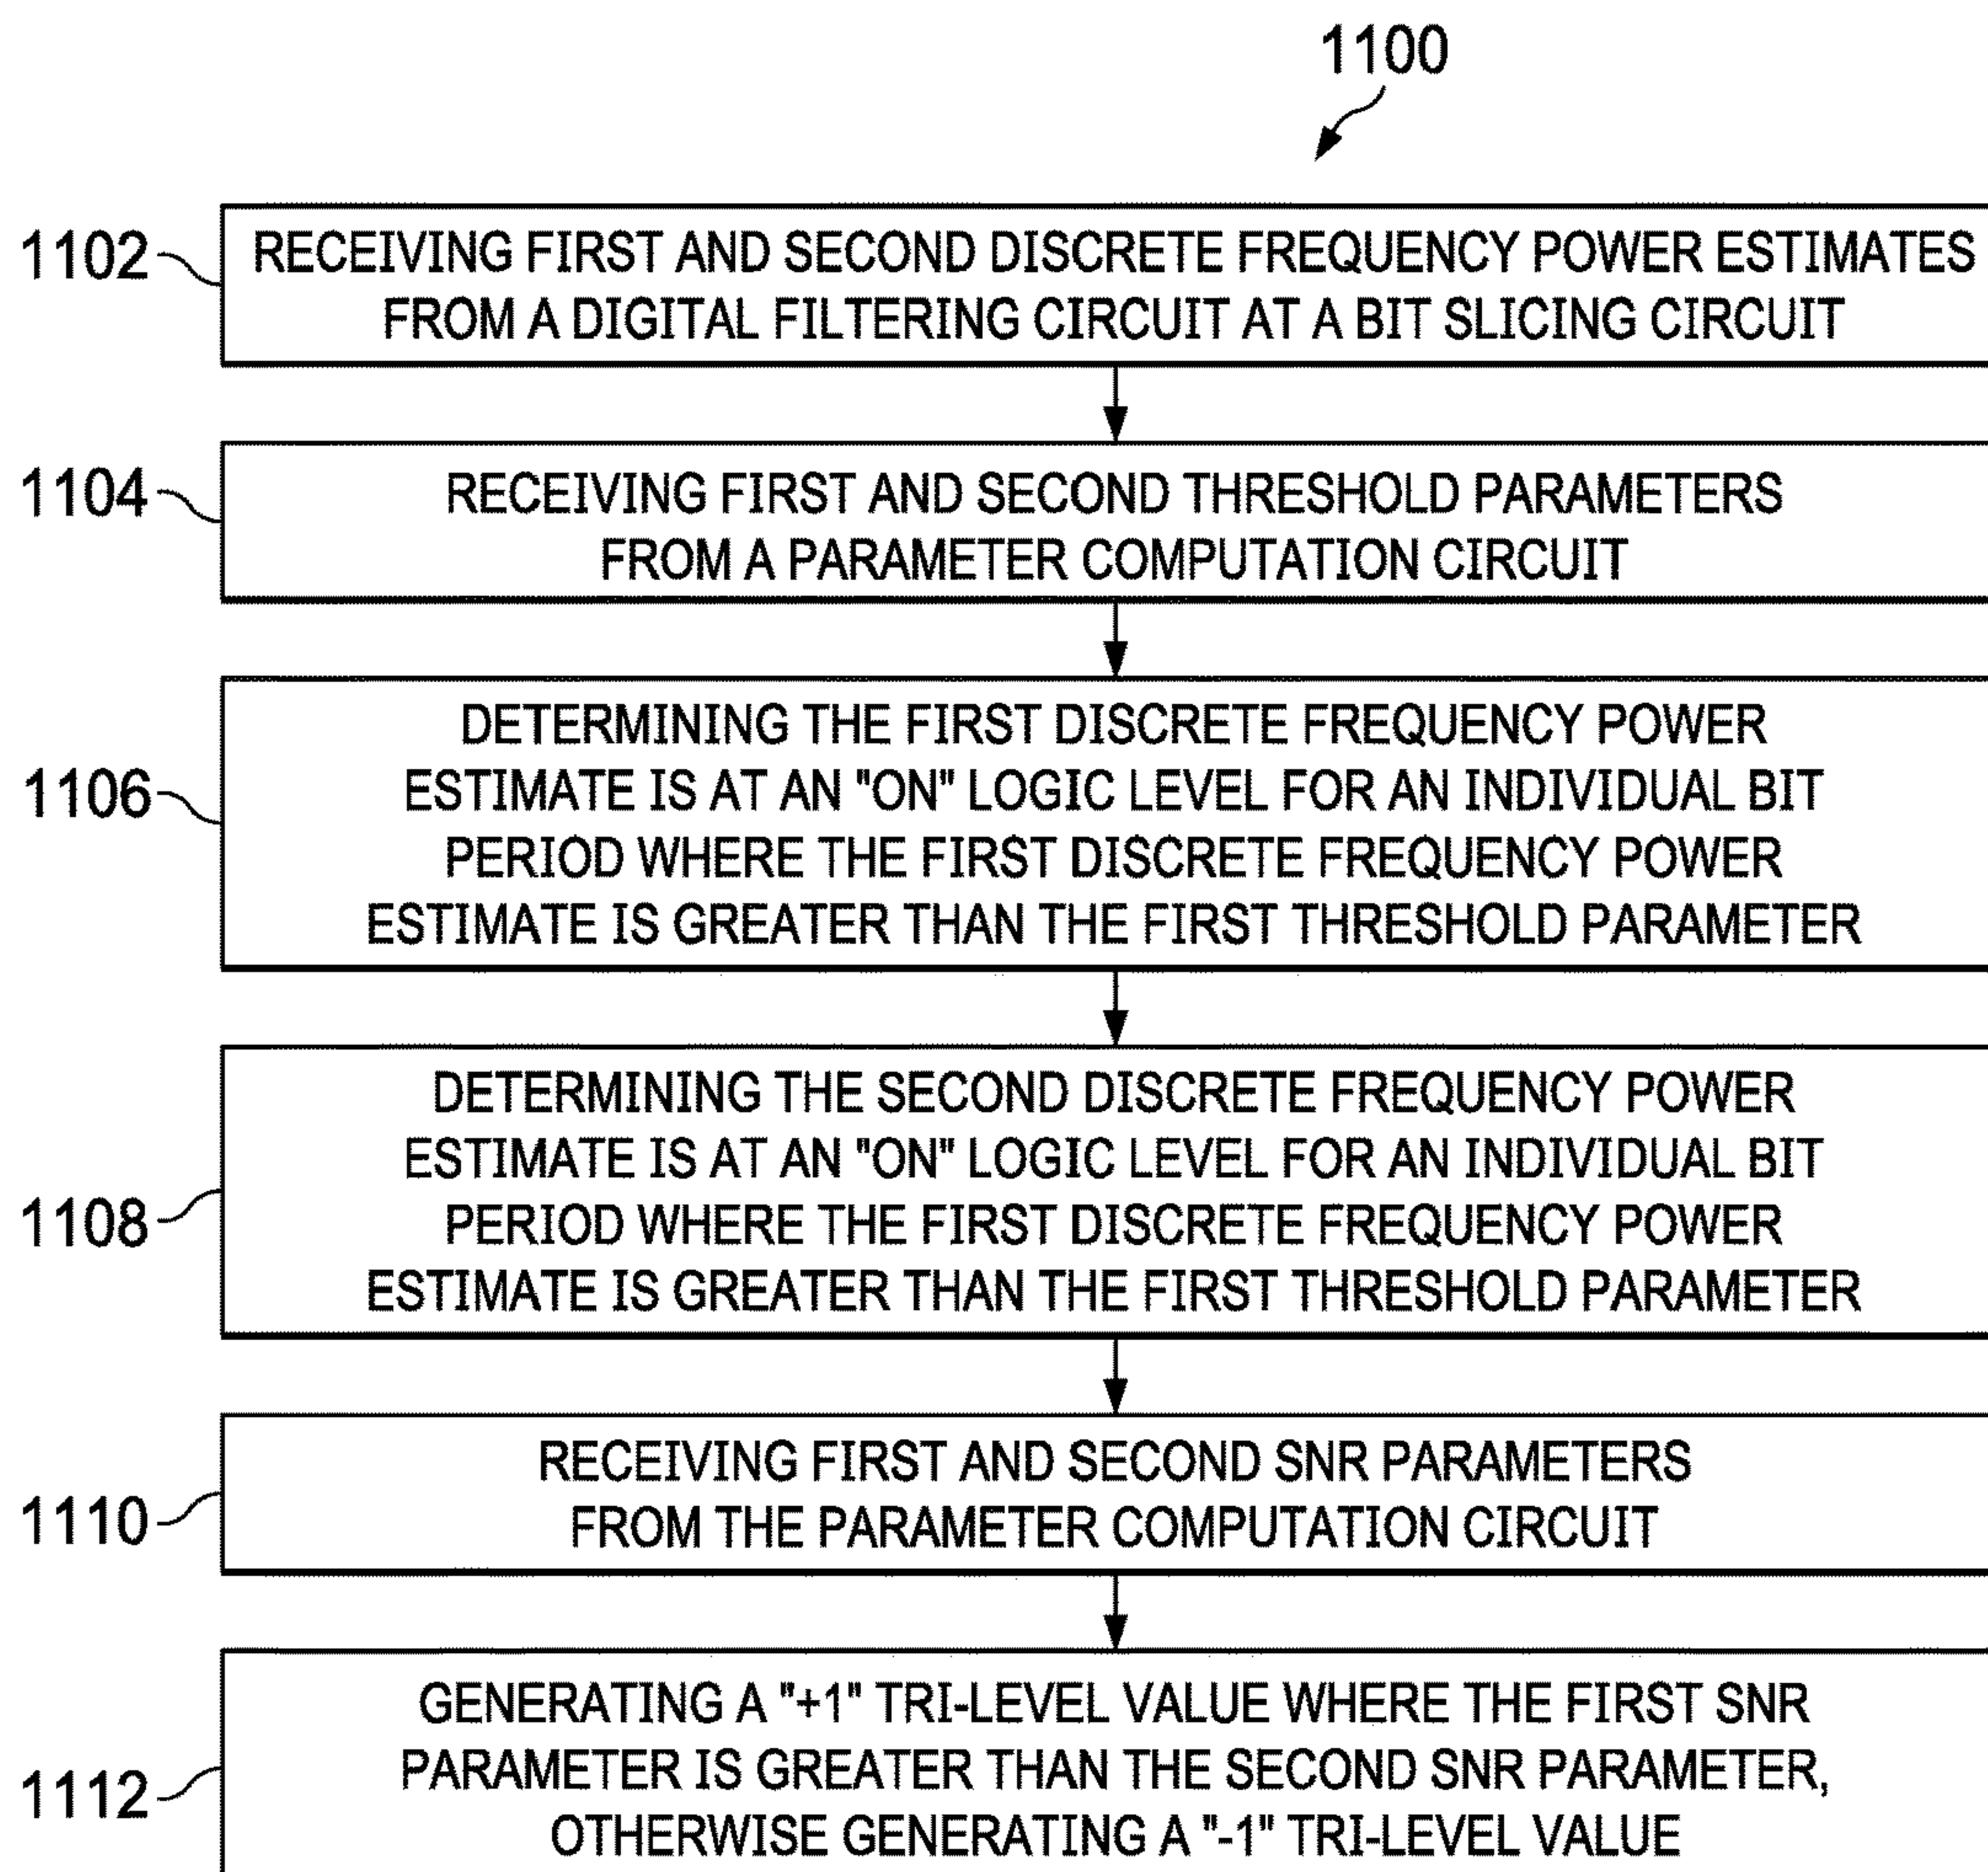 1100
1102
RECEIVING FIRST AND SECOND DISCRETE FREQUENCY POWER ESTIMATES
FROM A DIGITAL FILTERING CIRCUIT AT A BIT SLICING CIRCUIT
1104
RECEIVING FIRST AND SECOND THRESHOLD PARAMETERS
FROM A PARAMETER COMPUTATION CIRCUIT
1106
DETERMINING THE FIRST DISCRETE FREQUENCY POWER
ESTIMATE IS AT AN "ON" LOGIC LEVEL FOR AN INDIVIDUAL BIT
PERIOD WHERE THE FIRST DISCRETE FREQUENCY POWER
ESTIMATE IS GREATER THAN THE FIRST THRESHOLD PARAMETER
1108
DETERMINING THE SECOND DISCRETE FREQUENCY POWER
ESTIMATE IS AT AN "ON" LOGIC LEVEL FOR AN INDIVIDUAL BIT
PERIOD WHERE THE FIRST DISCRETE FREQUENCY POWER
ESTIMATE IS GREATER THAN THE FIRST THRESHOLD PARAMETER
1110
RECEIVING FIRST AND SECOND SNR PARAMETERS
FROM THE PARAMETER COMPUTATION CIRCUIT
1112
GENERATING A "+1" TRI-LEVEL VALUE WHERE THE FIRST SNR
PARAMETER IS GREATER THAN THE SECOND SNR PARAMETER,
OTHERWISE GENERATING A "-1" TRI-LEVEL VALUE